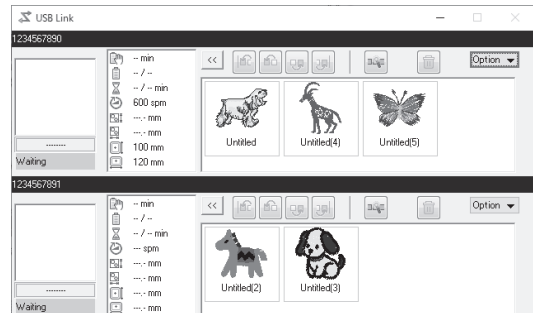 USB Link
1234567890
-- min
-- / --
-- / -- min
600 spm
---.- mm
---.- mm
100 mm
120 mm
--------
Waiting
<<
Option
Untitled
Untitled(4)
Untitled(5)
1234567891
-- min
-- / --
-- / -- min
--- spm
---.- mm
---.- mm
---.- mm
---.- mm
--------
Waiting
<<
Option
Untitled(2)
Untitled(3)